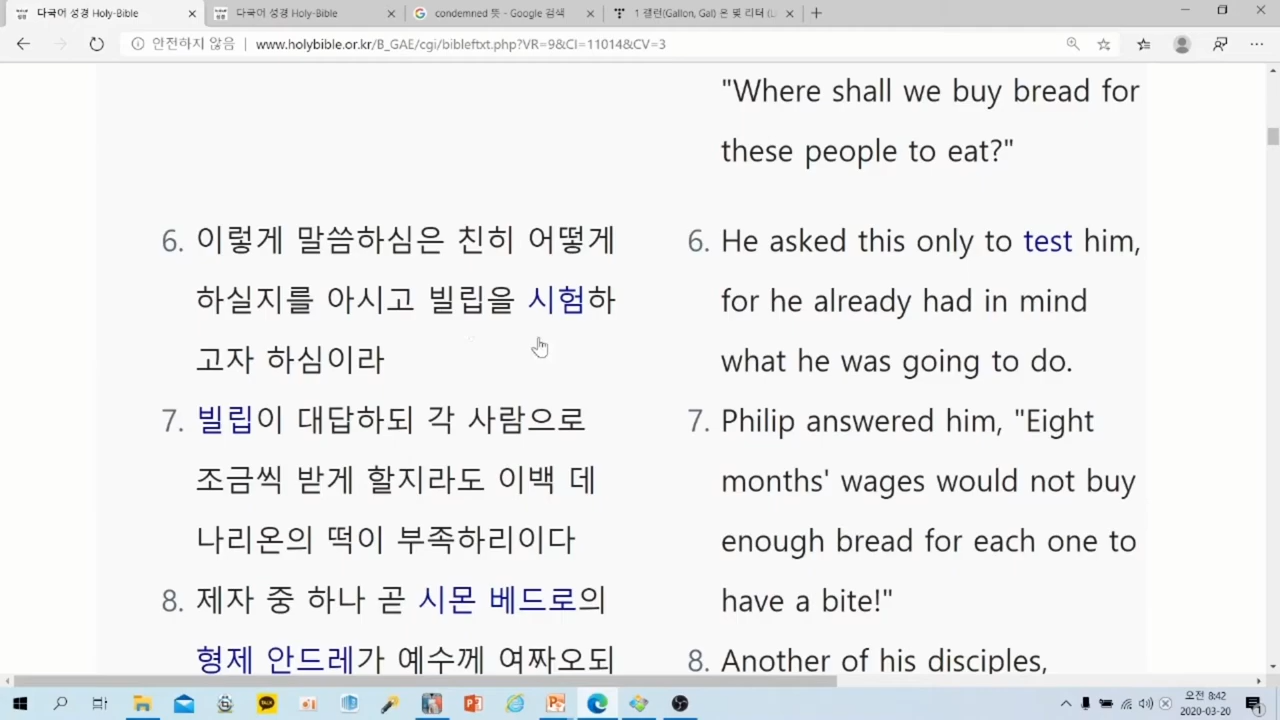 다국어 성경 Holy-Bible
다국어 성경 Holy-Bible
condemned 뜻 - Google 검색
1 갤런(Gallon, Gal) 은 몇 리터 (L
안전하지 않음
www.holybible.or.kr/B_GAE/cgi/bibleftxt.php?VR=9&CI=11014&CV=3
"Where shall we buy bread for
these people to eat?"
6. 이렇게 말씀하심은 친히 어떻게
하실지를 아시고 빌립을 시험하
고자 하심이라
7. 빌립이 대답하되 각 사람으로
조금씩 받게 할지라도 이백 데
나리온의 떡이 부족하리이다
8. 제자 중 하나 곧 시몬 베드로의
형제 안드레가 예수께 여짜오되
6. He asked this only to test him,
for he already had in mind
what he was going to do.
7. Philip answered him, "Eight
months' wages would not buy
enough bread for each one to
have a bite!"
8. Another of his disciples,
오전 8:42
2020-03-20